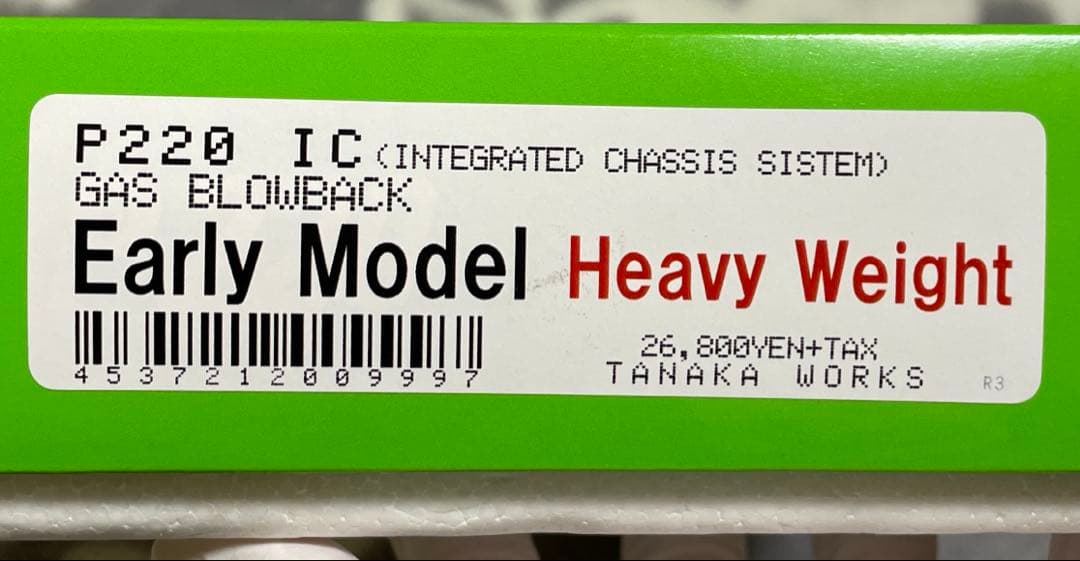 P220 IC (INTEGRATED CHASSIS SISTEM)
GAS BLOWBACK
Early Model Heavy Weight
4537212009997
26,800YEN+TAX
TANAKA WORKS R3